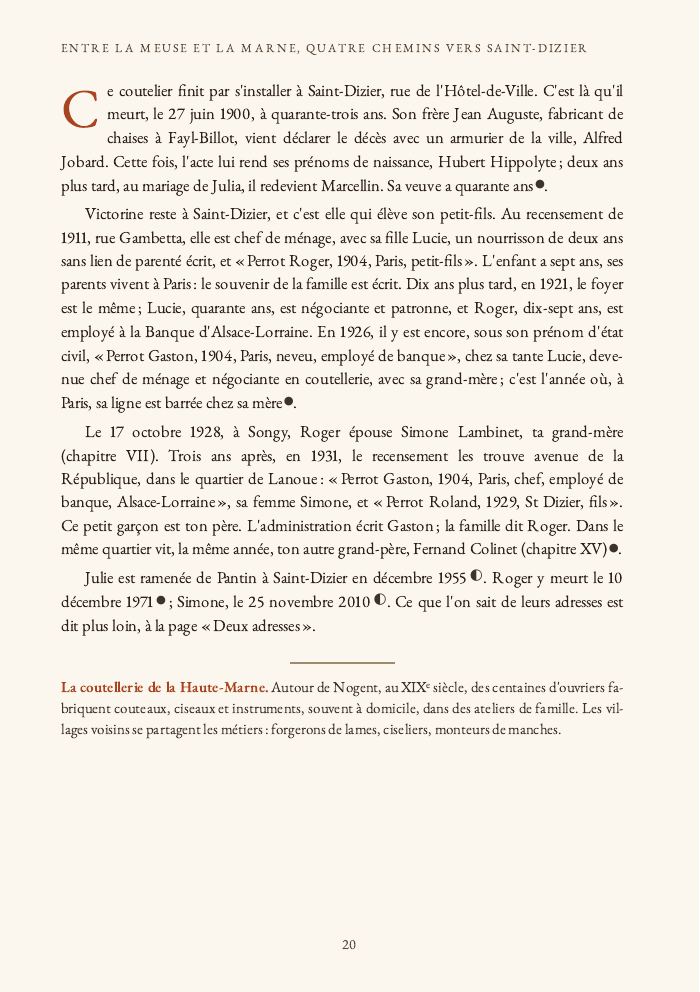 ENTRE LA MEUSE ET LA MARNE, QUATRE CHEMINS VERS SAINT-DIZIER
Ce coutelier finit par s'installer à Saint-Dizier, rue de l'Hôtel-de-Ville. C'est là qu'il
meurt, le 27 juin 1900, à quarante-trois ans. Son frère Jean Auguste, fabricant de
chaises à Fayl-Billot, vient déclarer le décès avec un armurier de la ville, Alfred
Jobard. Cette fois, l'acte lui rend ses prénoms de naissance, Hubert Hippolyte ; deux ans
plus tard, au mariage de Julia, il redevient Marcellin. Sa veuve a quarante ans●.
Victorine reste à Saint-Dizier, et c'est elle qui élève son petit-fils. Au recensement de
1911, rue Gambetta, elle est chef de ménage, avec sa fille Lucie, un nourrisson de deux ans
sans lien de parenté écrit, et « Perrot Roger, 1904, Paris, petit-fils ». L'enfant a sept ans, ses
parents vivent à Paris : le souvenir de la famille est écrit. Dix ans plus tard, en 1921, le foyer
est le même ; Lucie, quarante ans, est négociante et patronne, et Roger, dix-sept ans, est
employé à la Banque d'Alsace-Lorraine. En 1926, il y est encore, sous son prénom d'état
civil, « Perrot Gaston, 1904, Paris, neveu, employé de banque », chez sa tante Lucie, deve-
nue chef de ménage et négociante en coutellerie, avec sa grand-mère ; c'est l'année où, à
Paris, sa ligne est barrée chez sa mère●.
Le 17 octobre 1928, à Songy, Roger épouse Simone Lambinet, ta grand-mère
(chapitre VII). Trois ans après, en 1931, le recensement les trouve avenue de la
République, dans le quartier de Lanoue : « Perrot Gaston, 1904, Paris, chef, employé de
banque, Alsace-Lorraine », sa femme Simone, et « Perrot Roland, 1929, St Dizier, fils ».
Ce petit garçon est ton père. L'administration écrit Gaston ; la famille dit Roger. Dans le
même quartier vit, la même année, ton autre grand-père, Fernand Colinet (chapitre XV)●.
Julie est ramenée de Pantin à Saint-Dizier en décembre 1955 ◐. Roger y meurt le 10
décembre 1971 ● ; Simone, le 25 novembre 2010 ◐. Ce que l'on sait de leurs adresses est
dit plus loin, à la page « Deux adresses ».
La coutellerie de la Haute-Marne. Autour de Nogent, au XIXe siècle, des centaines d'ouvriers fa-
briquent couteaux, ciseaux et instruments, souvent à domicile, dans des ateliers de famille. Les vil-
lages voisins se partagent les métiers : forgerons de lames, ciseliers, monteurs de manches.
20